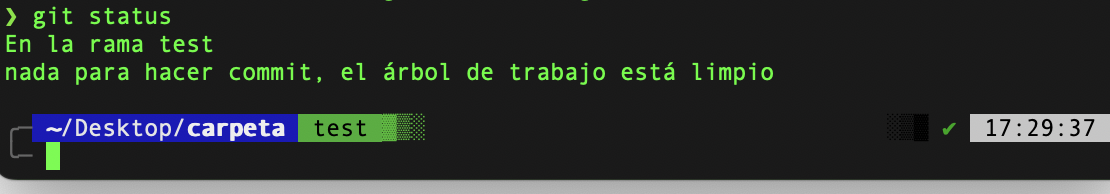 ❯ git status
En la rama test
nada para hacer commit, el árbol de trabajo está limpio
~/Desktop/carpeta test ✔ 17:29:37